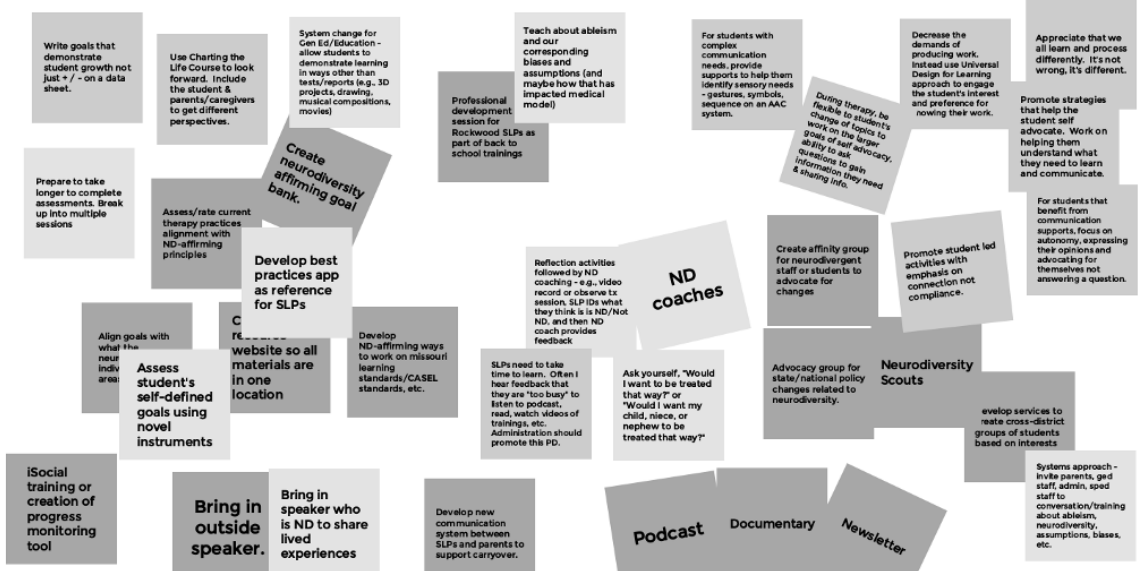 Write goals that
demonstrate
student growth not
just + / - on a data
sheet.
Use Charting the
Life Course to look
forward. Include
the student &
parents/caregivers
to get different
perspectives.
System change for
Gen Ed/Education -
allow students to
demonstrate learning
in ways other than
tests/reports (e.g., 3D
projects, drawing,
musical compositions,
movies)
Professional
development
session for
Rockwood SLPs as
part of back to
school trainings
Teach about ableism
and our
corresponding
biases and
assumptions (and
maybe how that has
impacted medical
model)
For students with
complex
communication
needs, provide
supports to help them
identify sensory needs
- gestures, symbols,
sequence on an AAC
system.
During therapy, be
flexible to student's
change of topics to
work on the larger
goals of self advocacy,
ability to ask
questions to gain
information they need
& sharing info.
Decrease the
demands of
producing work.
Instead use Universal
Design for Learning
approach to engage
the student's interest
and preference for
nowing their work.
Appreciate that we
all learn and process
differently. It's not
wrong, it's different.
Promote strategies
that help the
student self
advocate. Work on
helping them
understand what
they need to learn
and communicate.
For students that
benefit from
communication
supports, focus on
autonomy, expressing
their opinions and
advocating for
themselves not
answering a question.
Prepare to take
longer to complete
assessments. Break
up into multiple
sessions
Assess/rate current
therapy practices
alignment with
ND-affirming
principles
Create
neurodiversity
affirming goal
bank.
Develop best
practices app
as reference
for SLPs
Reflection activities
followed by ND
coaching - e.g., video
record or observe tx
session, SLP IDs what
they think is is ND/Not
ND, and then ND
coach provides
feedback
ND
coaches
Create affinity group
for neurodivergent
staff or students to
advocate for
changes
Promote student led
activities with
emphasis on
connection not
compliance.
Align goals with
what the
neur
indiv
areas
Assess
student's
self-defined
goals using
novel
instruments
C
website so all
materials are
in one
location
Develop
ND-affirming ways
to work on missouri
learning
standards/CASEL
standards, etc.
SLPs need to take
time to learn. Often I
hear feedback that
they are "too busy" to
listen to podcast,
read, watch videos of
trainings, etc.
Administration should
promote this PD.
Ask yourself, "Would
I want to be treated
that way?" or
"Would I want my
child, niece, or
nephew to be
treated that way?"
Advocacy group for
state/national policy
changes related to
neurodiversity.
Neurodiversity
Scouts
evelop services to
reate cross-district
groups of students
based on interests
iSocial
training or
creation of
progress
monitoring
tool
Bring in
outside
speaker.
Bring in
speaker who
is ND to share
lived
experiences
Develop new
communication
system between
SLPs and parents to
support carryover.
Podcast
Documentary
Newsletter
Systems approach -
invite parents, ged
staff, admin, sped
staff to
conversation/training
about ableism,
neurodiversity,
assumptions, biases,
etc.